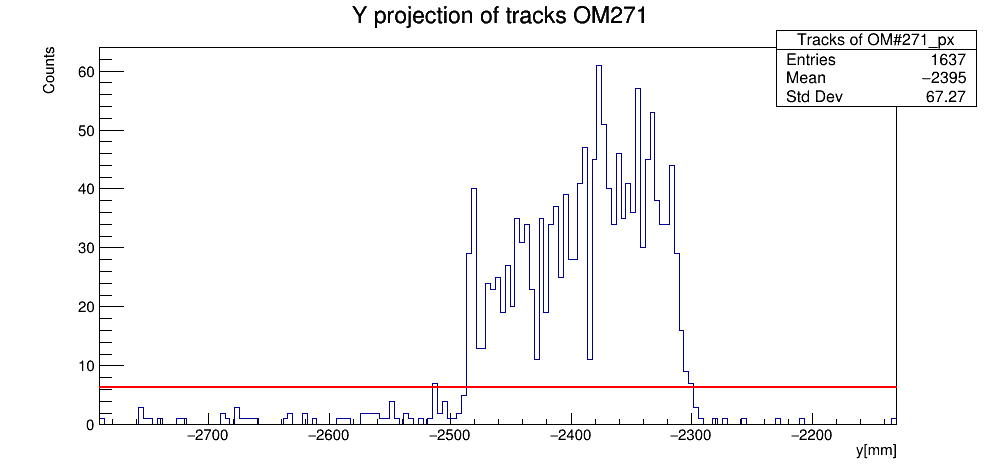 Y projection of tracks OM271
Tracks of OM#271_px
Entries 1637
Mean −2395
Std Dev 67.27
Counts
60
50
40
30
20
10
0
−2700 −2600 −2500 −2400 −2300 −2200
y[mm]